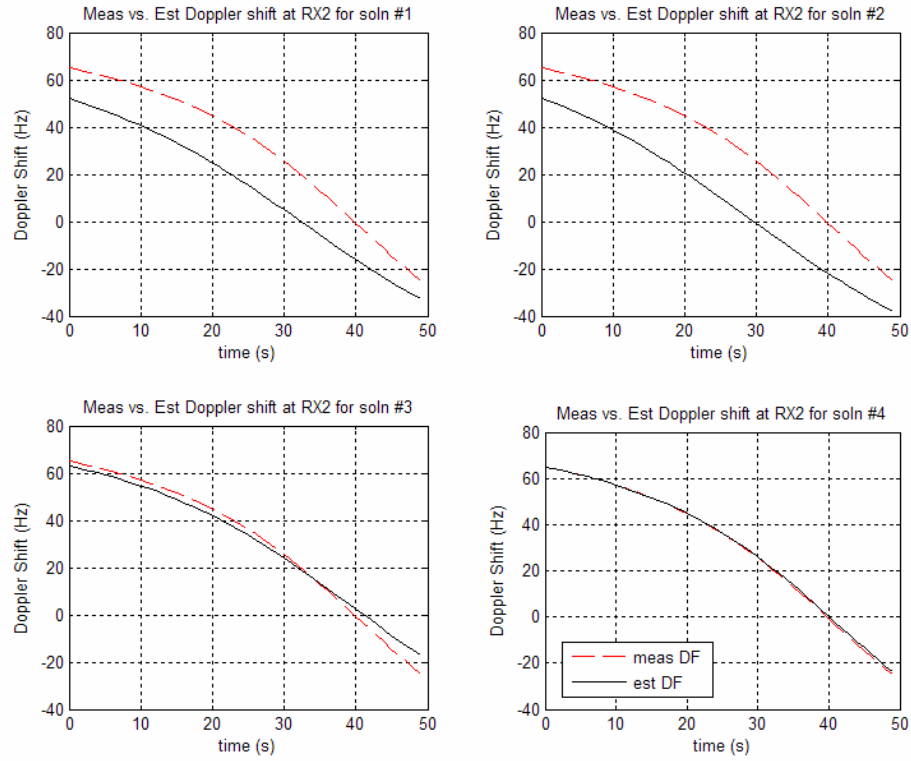 Meas vs. Est Doppler shift at RX2 for soln #1
Doppler Shift (Hz)
80
60
40
20
0
-20
-40
0 10 20 30 40 50
time (s)
Meas vs. Est Doppler shift at RX2 for soln #2
Doppler Shift (Hz)
80
60
40
20
0
-20
-40
0 10 20 30 40 50
time (s)
Meas vs. Est Doppler shift at RX2 for soln #3
Doppler Shift (Hz)
80
60
40
20
0
-20
-40
0 10 20 30 40 50
time (s)
Meas vs. Est Doppler shift at RX2 for soln #4
Doppler Shift (Hz)
80
60
40
20
0
-20
-40
meas DF
est DF
0 10 20 30 40 50
time (s)